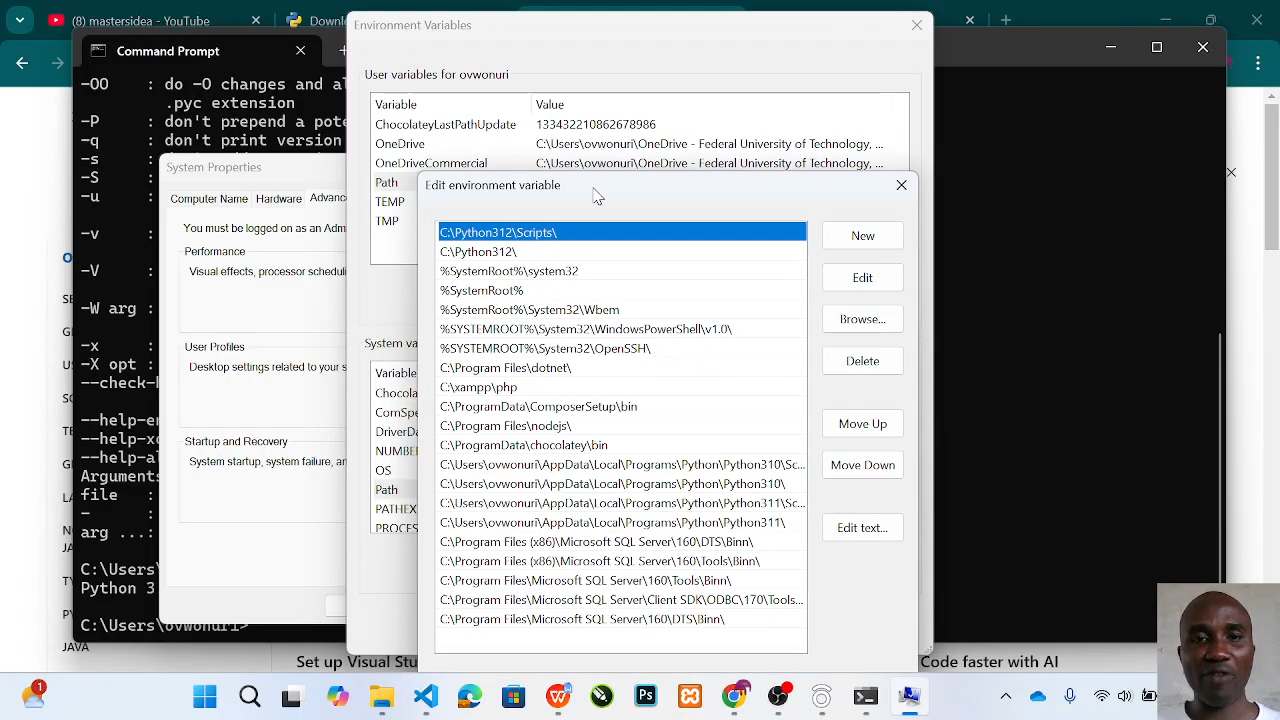 (2) mastersidea - YouTube
Downlo
Environment Variables
Command Prompt
User variables for ovwonuri
Variable Value
ChocolateyLastPathUpdate 133432210862678986
OneDrive C:\Users\ovwonuri\OneDrive - Federal University of Technology, ...
OneDriveCommercial C:\Users\ovwonuri\OneDrive - Federal University of Technology, ...
Path
TEMP
TMP
-OO : do -O changes and al
.pyc extension
-P : don't prepend a pote
-q : don't print version
-s :
-S :
-u :
-v :
-V :
-W arg :
-x :
-X opt :
--check-h
--help-en
--help-xo
--help-a
Arguments
file :
-
arg ...:
C:\Users\
Python 3
C:\Users\ovwonuri>
System Properties
Computer Name Hardware Advanc
You must be logged on as an Adm
Performance
Visual effects, processor scheduli
User Profiles
Desktop settings related to your s
Startup and Recovery
System startup, system failure, an
System va
Variable
Chocola
ComSpe
DriverDa
NUMBE
OS
Path
PATHEX
PROCES
Edit environment variable
C:\Python312\Scripts\
C:\Python312\
%SystemRoot%\system32
%SystemRoot%
%SystemRoot%\System32\Wbem
%SYSTEMROOT%\System32\WindowsPowerShell\v1.0\
%SYSTEMROOT%\System32\OpenSSH\
C:\Program Files\dotnet\
C:\xampp\php
C:\ProgramData\ComposerSetup\bin
C:\Program Files\nodejs\
C:\ProgramData\chocolatey\bin
C:\Users\ovwonuri\AppData\Local\Programs\Python\Python310\Sc...
C:\Users\ovwonuri\AppData\Local\Programs\Python\Python310\
C:\Users\ovwonuri\AppData\Local\Programs\Python\Python311\Sc...
C:\Users\ovwonuri\AppData\Local\Programs\Python\Python311\
C:\Program Files (x86)\Microsoft SQL Server\160\DTS\Binn\
C:\Program Files (x86)\Microsoft SQL Server\160\Tools\Binn\
C:\Program Files\Microsoft SQL Server\160\Tools\Binn\
C:\Program Files\Microsoft SQL Server\Client SDK\ODBC\170\Tools...
C:\Program Files\Microsoft SQL Server\160\DTS\Binn\
New
Edit
Browse...
Delete
Move Up
Move Down
Edit text...
JAVA
Set up Visual Stu
Code faster with AI
1
Ps